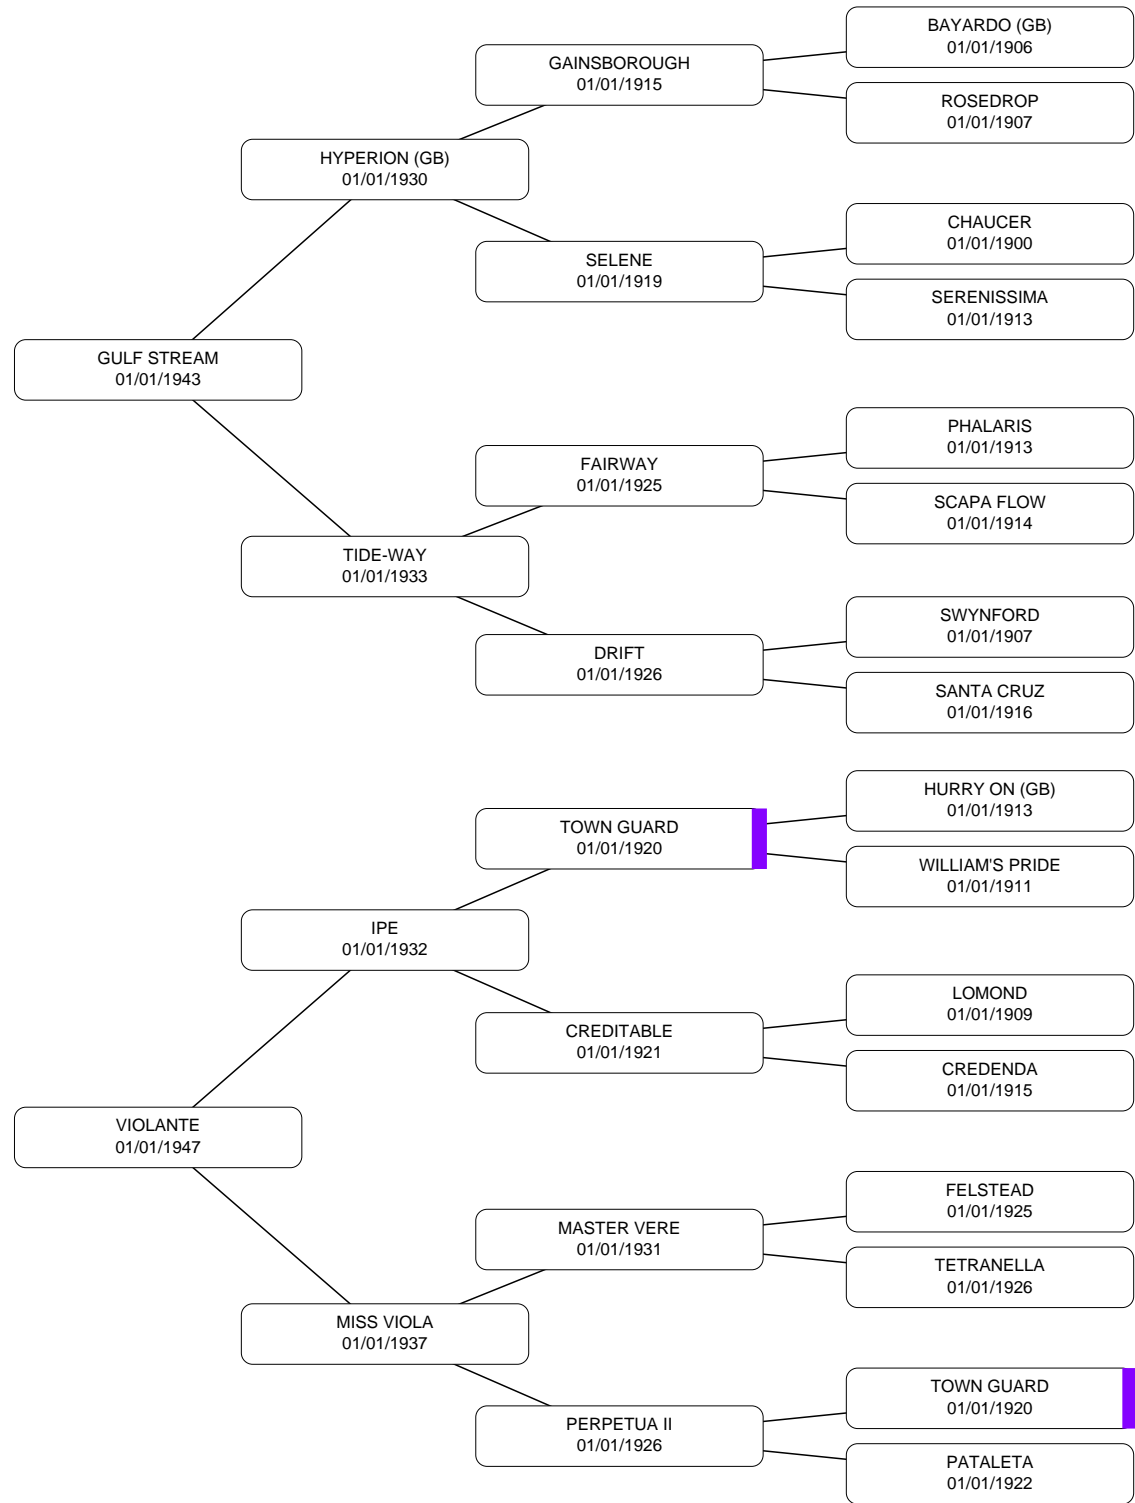 BAYARDO (GB)
01/01/1906
GAINSBOROUGH
01/01/1915
ROSEDROP
01/01/1907
HYPERION (GB)
01/01/1930
CHAUCER
01/01/1900
SELENE
01/01/1919
SERENISSIMA
01/01/1913
GULF STREAM
01/01/1943
PHALARIS
01/01/1913
FAIRWAY
01/01/1925
SCAPA FLOW
01/01/1914
TIDE-WAY
01/01/1933
SWYNFORD
01/01/1907
DRIFT
01/01/1926
SANTA CRUZ
01/01/1916
HURRY ON (GB)
01/01/1913
TOWN GUARD
01/01/1920
WILLIAM'S PRIDE
01/01/1911
IPE
01/01/1932
LOMOND
01/01/1909
CREDITABLE
01/01/1921
CREDENDA
01/01/1915
VIOLANTE
01/01/1947
FELSTEAD
01/01/1925
MASTER VERE
01/01/1931
TETRANELLA
01/01/1926
MISS VIOLA
01/01/1937
TOWN GUARD
01/01/1920
PERPETUA II
01/01/1926
PATALETA
01/01/1922